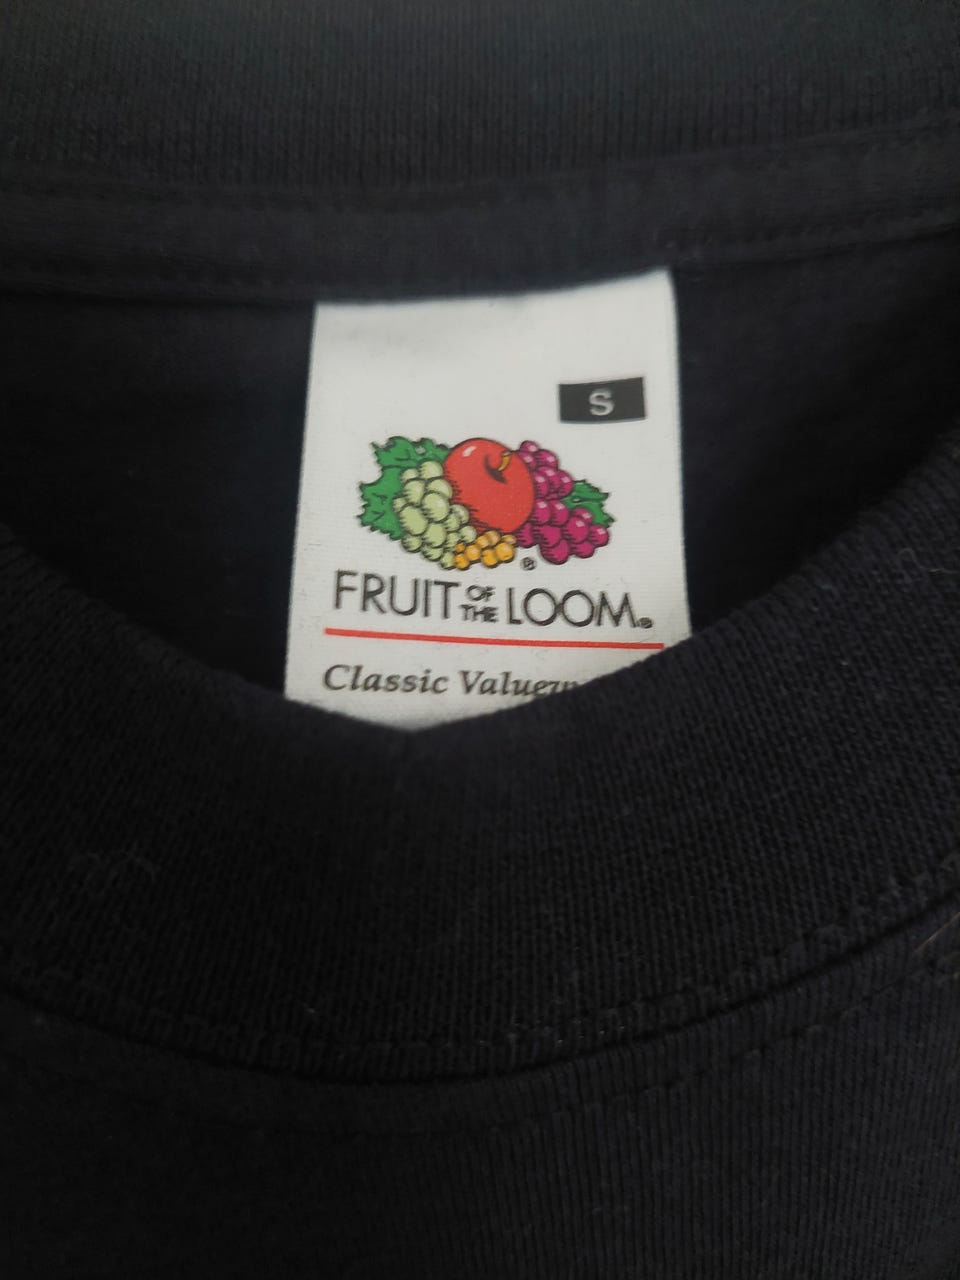 S
FRUIT OF THE LOOM®
Classic